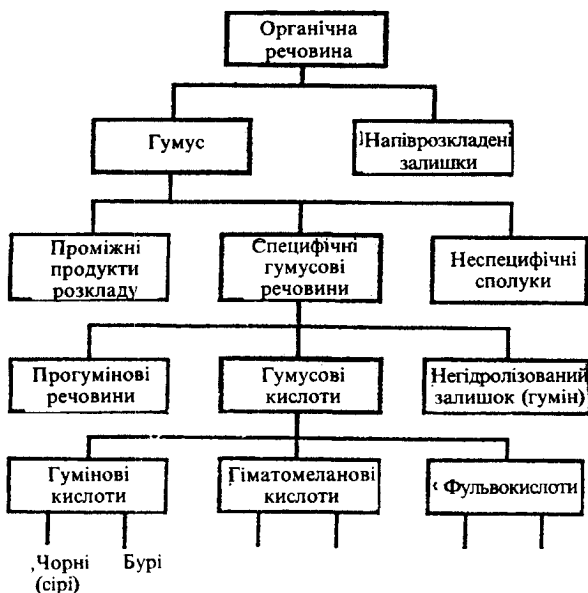 Органічна
речовина
Гумус
Напіврозкладені
залишки
Проміжні
продукти
розкладу
Специфічні
гумусові
речовини
Неспецифічні
сполуки
Прогумінові
речовини
Гумусові
кислоти
Негідролізований
залишок (гумін)
Гумінові
кислоти
Гіматомеланові
кислоти
Фульвокислоти
Чорні
(сірі)
Бурі